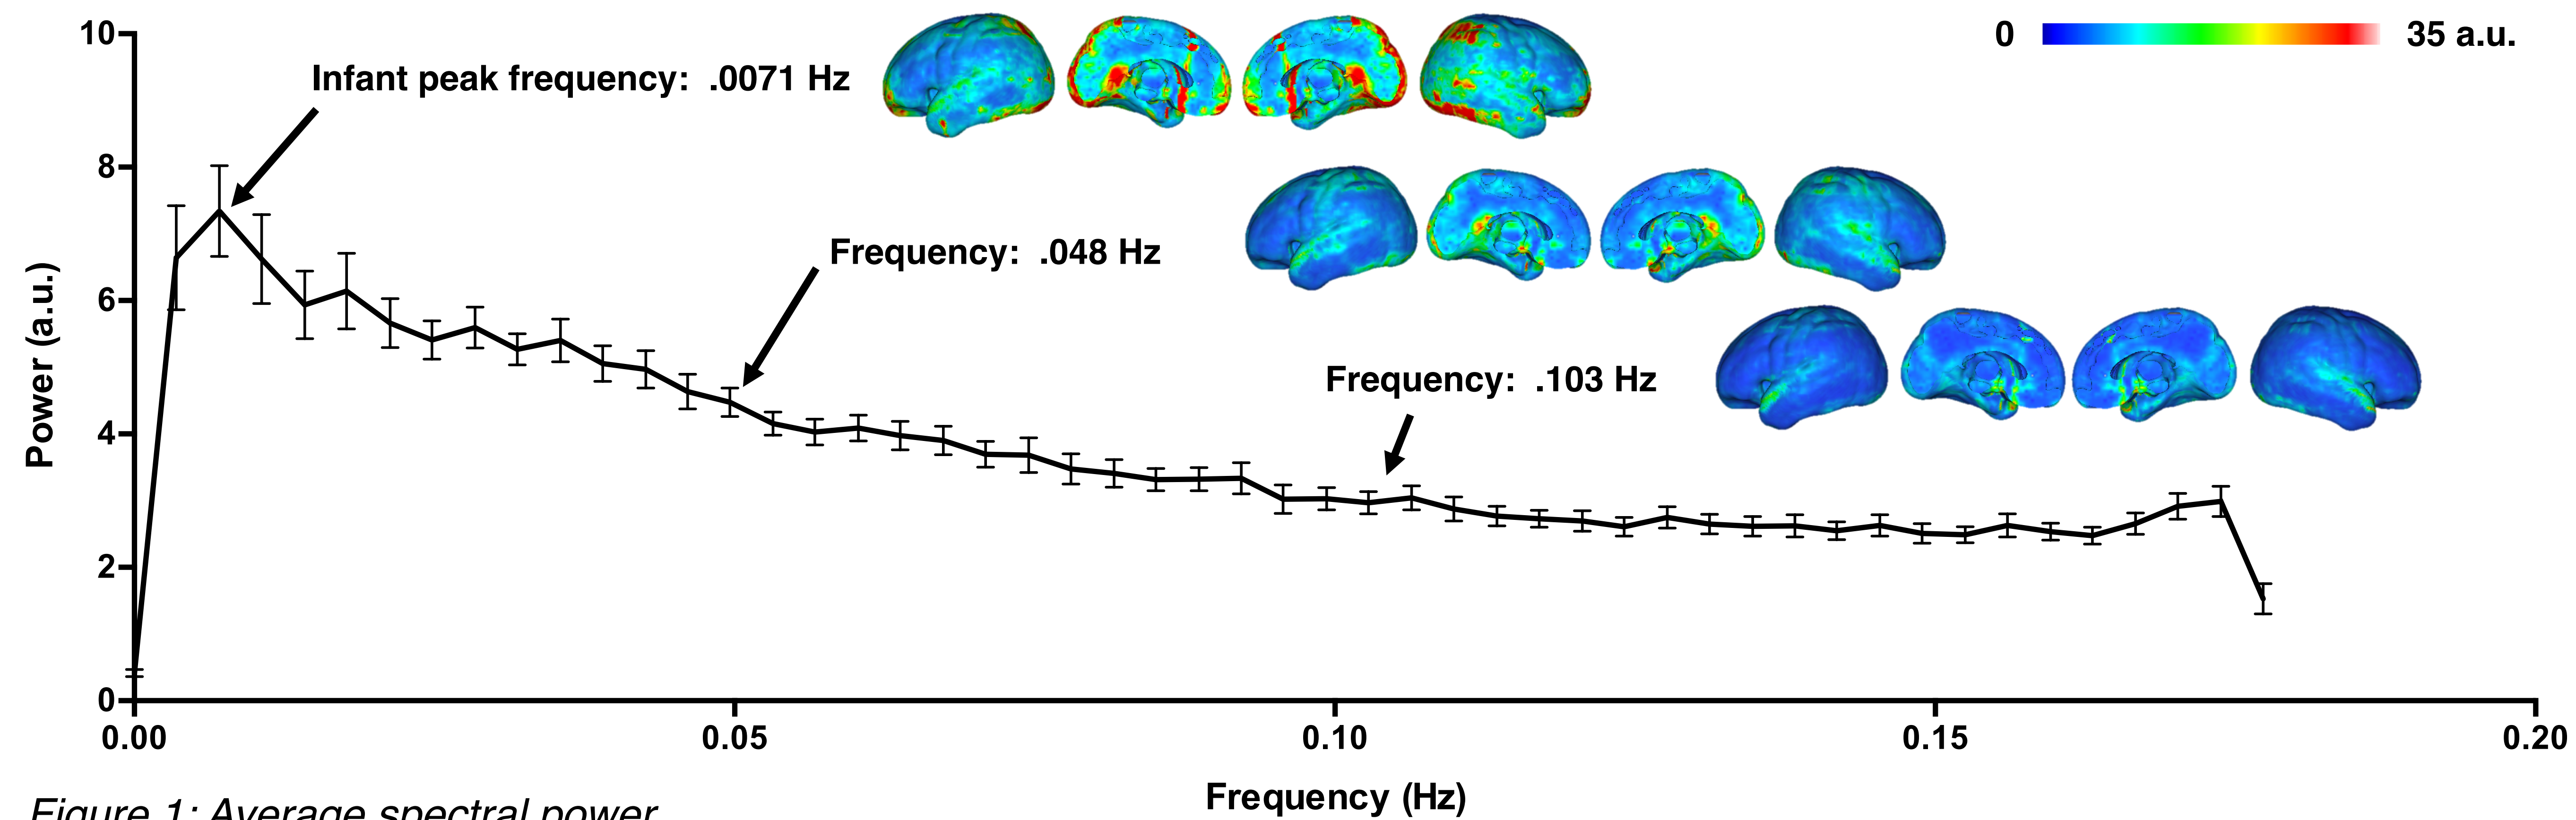 10
0
35 a.u.
Infant peak frequency: .0071 Hz
8
Frequency: .048 Hz
6
Frequency: .103 Hz
Power (a.u.)
4
2
0
0.00
0.05
0.10
0.15
0.20
Frequency (Hz)
Figure 1: Average spectral power